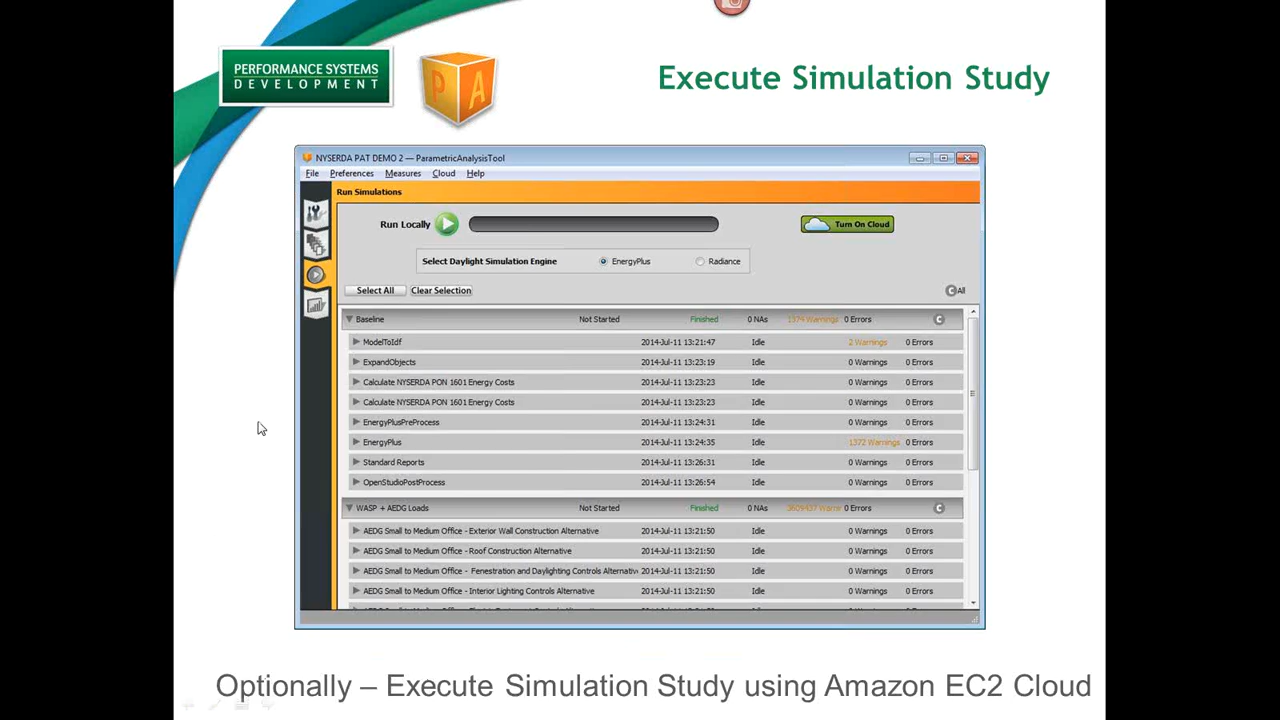 PERFORMANCE SYSTEMS
DEVELOPMENT
P A
Execute Simulation Study
NYSERDA PAT DEMO 2 — ParametricAnalysisTool
File Preferences Measures Cloud Help
Run Simulations
Run Locally Turn On Cloud
Select Daylight Simulation Engine EnergyPlus Radiance
Select All Clear Selection C All
Baseline Not Started Finished 0 NAs 1374 Warnings 0 Errors C
ModelToIdf 2014-Jul-11 13:21:47 Idle 2 Warnings 0 Errors
ExpandObjects 2014-Jul-11 13:23:19 Idle 0 Warnings 0 Errors
Calculate NYSERDA PON 1601 Energy Costs 2014-Jul-11 13:23:23 Idle 0 Warnings 0 Errors
Calculate NYSERDA PON 1601 Energy Costs 2014-Jul-11 13:23:23 Idle 0 Warnings 0 Errors
EnergyPlusPreProcess 2014-Jul-11 13:24:31 Idle 0 Warnings 0 Errors
EnergyPlus 2014-Jul-11 13:24:35 Idle 1372 Warnings 0 Errors
Standard Reports 2014-Jul-11 13:26:31 Idle 0 Warnings 0 Errors
OpenStudioPostProcess 2014-Jul-11 13:26:54 Idle 0 Warnings 0 Errors
WASP + AEDG Loads Not Started Finished 0 NAs 0 Errors C
AEDG Small to Medium Office - Exterior Wall Construction Alternative 2014-Jul-11 13:21:50 Idle 0 Warnings 0 Errors
AEDG Small to Medium Office - Roof Construction Alternative 2014-Jul-11 13:21:50 Idle 0 Warnings 0 Errors
AEDG Small to Medium Office - Fenestration and Daylighting Controls Alternativ 2014-Jul-11 13:21:50 Idle 0 Warnings 0 Errors
AEDG Small to Medium Office - Interior Lighting Controls Alternative 2014-Jul-11 13:21:50 Idle 0 Warnings 0 Errors
Optionally – Execute Simulation Study using Amazon EC2 Cloud